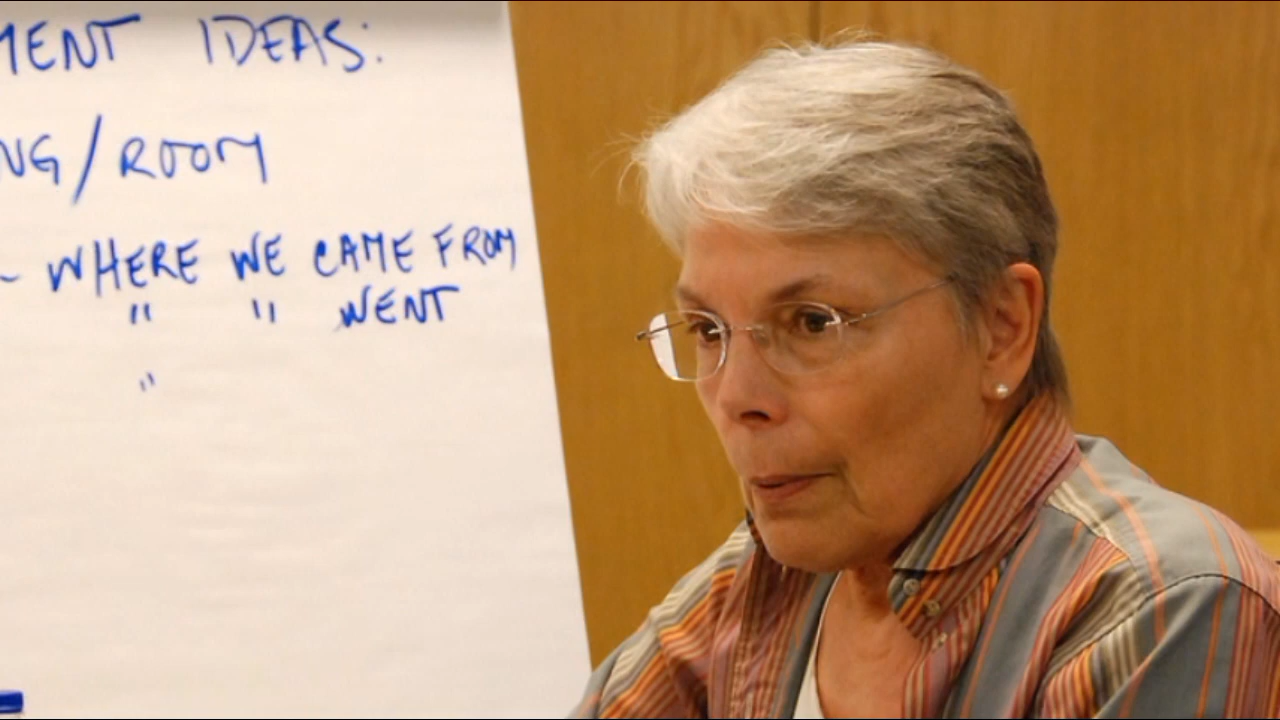 MENT IDEAS:
NG/ROOM
- WHERE WE CAME FROM
" " WENT
"